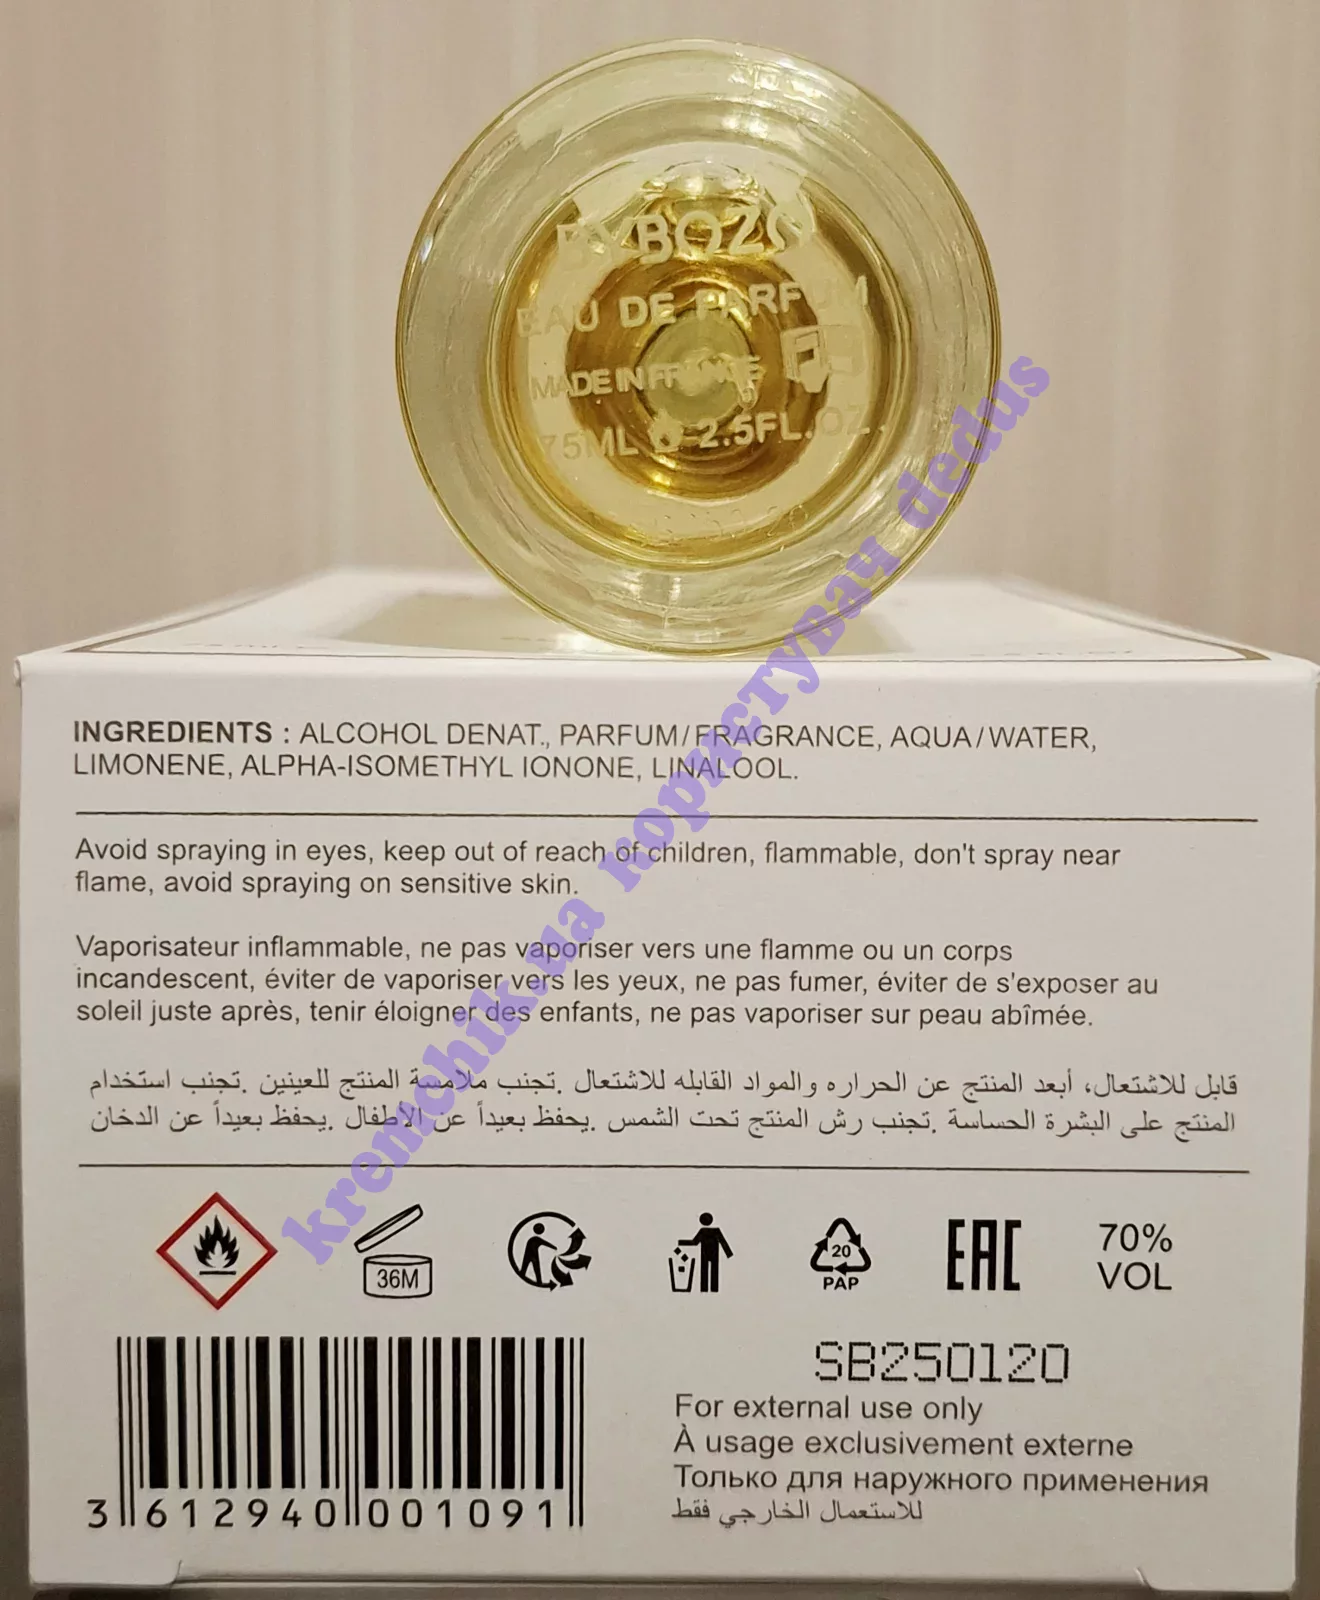 BYBOZO
EAU DE PARFUM
MADE IN FRANCE
75ML 2.5FL.OZ.
INGREDIENTS : ALCOHOL DENAT., PARFUM/FRAGRANCE, AQUA/WATER,
LIMONENE, ALPHA-ISOMETHYL IONONE, LINALOOL.
Avoid spraying in eyes, keep out of reach of children, flammable, don't spray near
flame, avoid spraying on sensitive skin.
Vaporisateur inflammable, ne pas vaporiser vers une flamme ou un corps
incandescent, éviter de vaporiser vers les yeux, ne pas fumer, éviter de s'exposer au
soleil juste après, tenir éloigner des enfants, ne pas vaporiser sur peau abîmée.
قابل للاشتعال، أبعد المنتج عن الحراره والمواد القابله للاشتعال .تجنب ملامسة المنتج للعينين .تجنب استخدام
المنتج على البشرة الحساسة .تجنب رش المنتج تحت الشمس .يحفظ بعيداً عن الأطفال .يحفظ بعيداً عن الدخان
36M
20
PAP
EAC
70%
VOL
SB250120
For external use only
À usage exclusivement externe
Только для наружного применения
للاستعمال الخارجي فقط
3 612940 001091
kremchik.ua користувач dedus